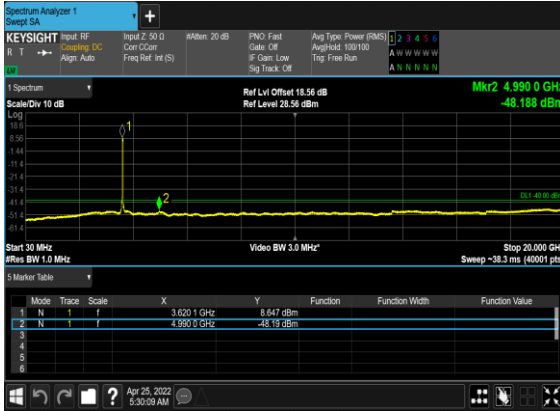 Spectrum Analyzer 1
Swept SA
+
KEYSIGHT Input: RF Input Z: 50 Ω #Atten: 20 dB PNO: Fast Avg Type: Power (RMS) 1 2 3 4 5 6
R T Coupling: DC Corr CCorr Gate: Off Avg|Hold: 100/100 A W W W W W
Align: Auto Freq Ref: Int (S) IF Gain: Low Trig: Free Run
Sig Track: Off A N N N N N
1 Spectrum Ref Lvl Offset 18.56 dB Mkr2 4.990 0 GHz
Scale/Div 10 dB Ref Level 28.56 dBm -48.188 dBm
Log
18.6
8.56
-1.44
-11.4
-21.4
-31.4
-41.4
-51.4
-61.4
1
2
DL1 -40.00 dBm
Start 30 MHz Video BW 3.0 MHz* Stop 20.000 GHz
#Res BW 1.0 MHz Sweep ~38.3 ms (40001 pts)
5 Marker Table
Mode Trace Scale X Y Function Function Width Function Value
1 N 1 f 3.620 1 GHz 8.647 dBm
2 N 1 f 4.990 0 GHz -48.19 dBm
3
4
5
6
? Apr 25, 2022
5:30:09 AM